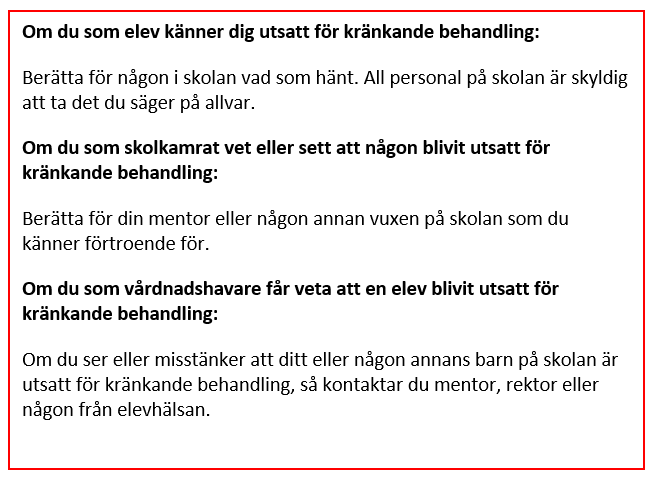 Om du som elev känner dig utsatt för kränkande behandling:
Berätta för någon i skolan vad som hänt. All personal på skolan är skyldig
att ta det du säger på allvar.
Om du som skolkamrat vet eller sett att någon blivit utsatt för
kränkande behandling:
Berätta för din mentor eller någon annan vuxen på skolan som du
känner förtroende för.
Om du som vårdnadshavare får veta att en elev blivit utsatt för
kränkande behandling:
Om du ser eller misstänker att ditt eller någon annans barn på skolan är
utsatt för kränkande behandling, så kontaktar du mentor, rektor eller
någon från elevhälsan.